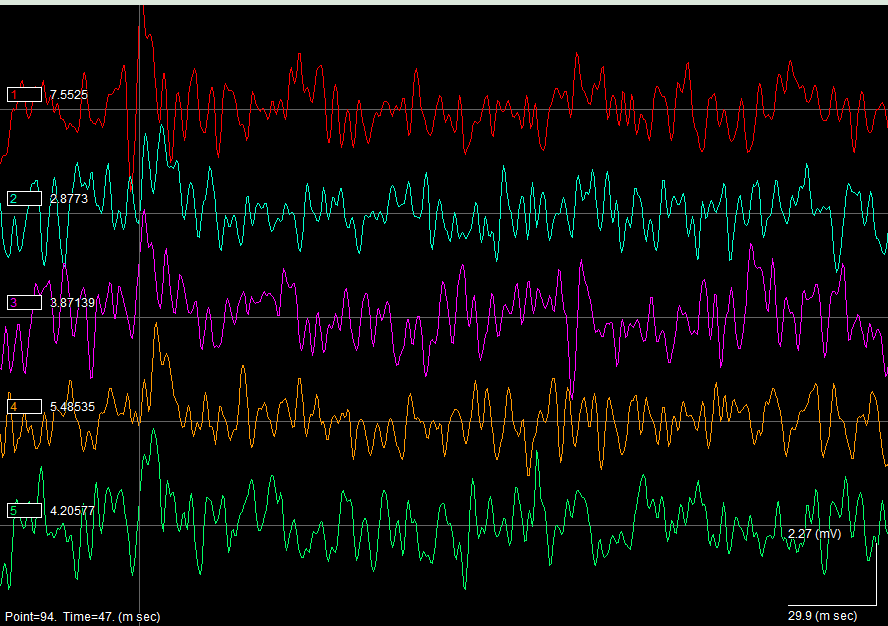 1 7.5525
2 2.8773
3 3.87139
4 5.48535
5 4.20577
2.27 (mV)
Point=94. Time=47. (m sec)
29.9 (m sec)